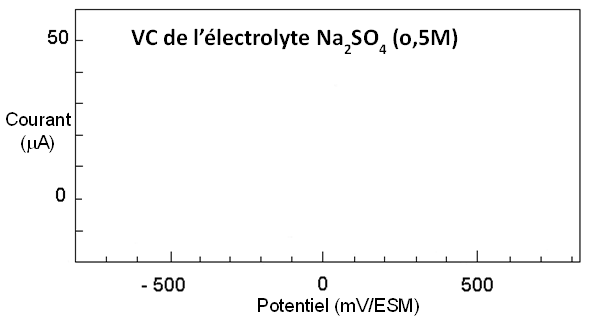 VC de l’électrolyte Na₂SO₄ (o,5M)
50
Courant
(µA)
0
- 500
0
500
Potentiel (mV/ESM)